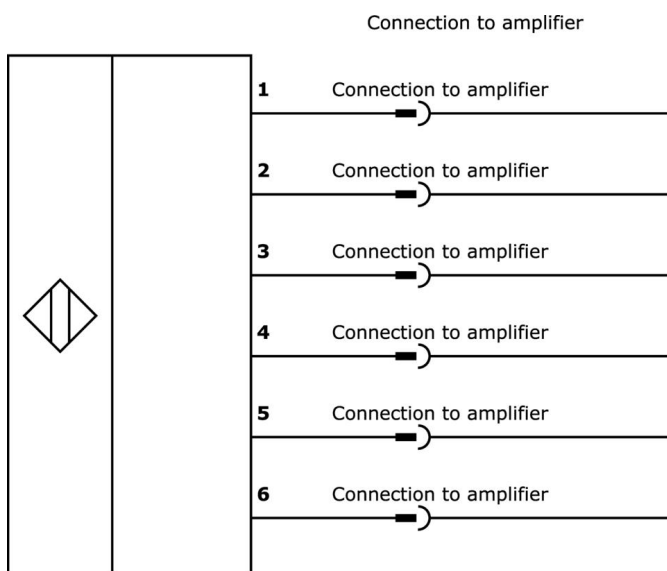 Connection to amplifier
1 Connection to amplifier
2 Connection to amplifier
3 Connection to amplifier
4 Connection to amplifier
5 Connection to amplifier
6 Connection to amplifier